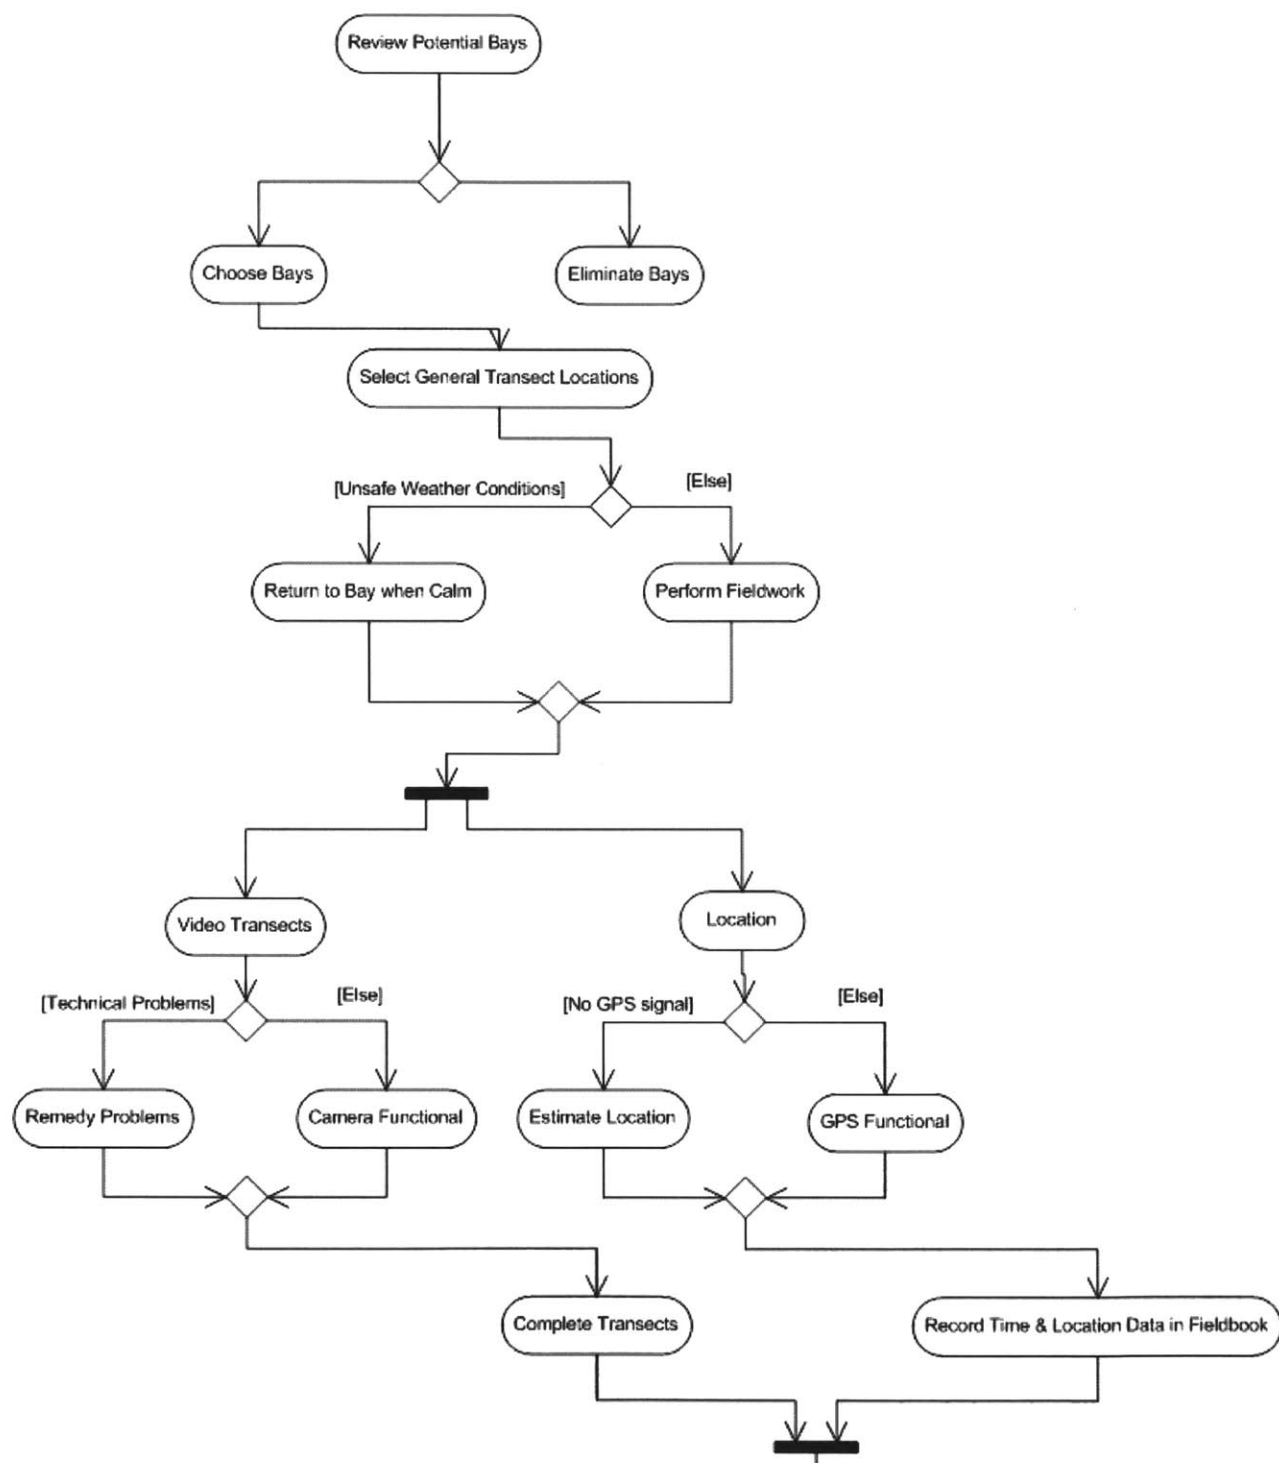 Review Potential Bays
Choose Bays
Eliminate Bays
Select General Transect Locations
[Unsafe Weather Conditions]
[Else]
Return to Bay when Calm
Perform Fieldwork
Video Transects
Location
[Technical Problems]
[Else]
[No GPS signal]
[Else]
Remedy Problems
Camera Functional
Estimate Location
GPS Functional
Complete Transects
Record Time & Location Data in Fieldbook